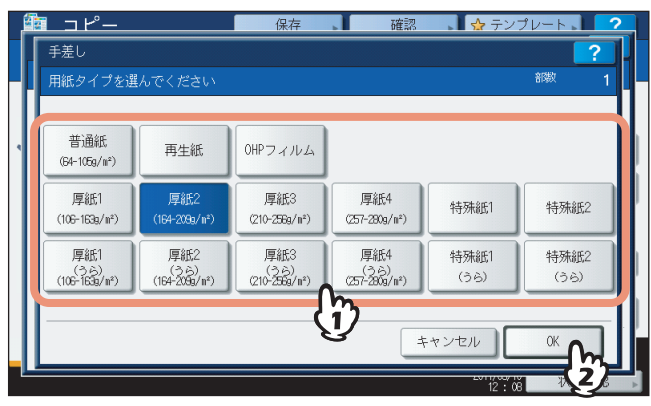 コピー 保存 確認 テンプレート ?
手差し ?
用紙タイプを選んでください 部数 1
普通紙 再生紙 OHPフィルム
(64-105g/m²)
厚紙1 厚紙2 厚紙3 厚紙4 特殊紙1 特殊紙2
(106-163g/m²) (164-209g/m²) (210-256g/m²) (257-280g/m²)
厚紙1 厚紙2 厚紙3 厚紙4 特殊紙1 特殊紙2
(うら) (うら) (うら) (うら) (うら) (うら)
(106-163g/m²) (164-209g/m²) (210-256g/m²) (257-280g/m²)
1
キャンセル OK
2
12:08